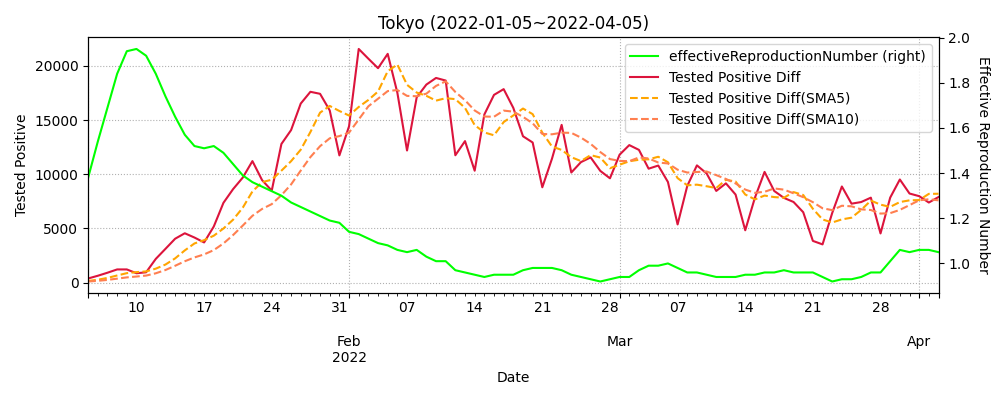 Tokyo (2022-01-05~2022-04-05)
effectiveReproductionNumber (right)
Tested Positive Diff
Tested Positive Diff(SMA5)
Tested Positive Diff(SMA10)
Tested Positive
20000
15000
10000
5000
0
2.0
1.8
1.6
1.4
1.2
1.0
Effective Reproduction Number
10 17 24 31 07 14 21 28 07 14 21 28
Feb Mar Apr
2022
Date